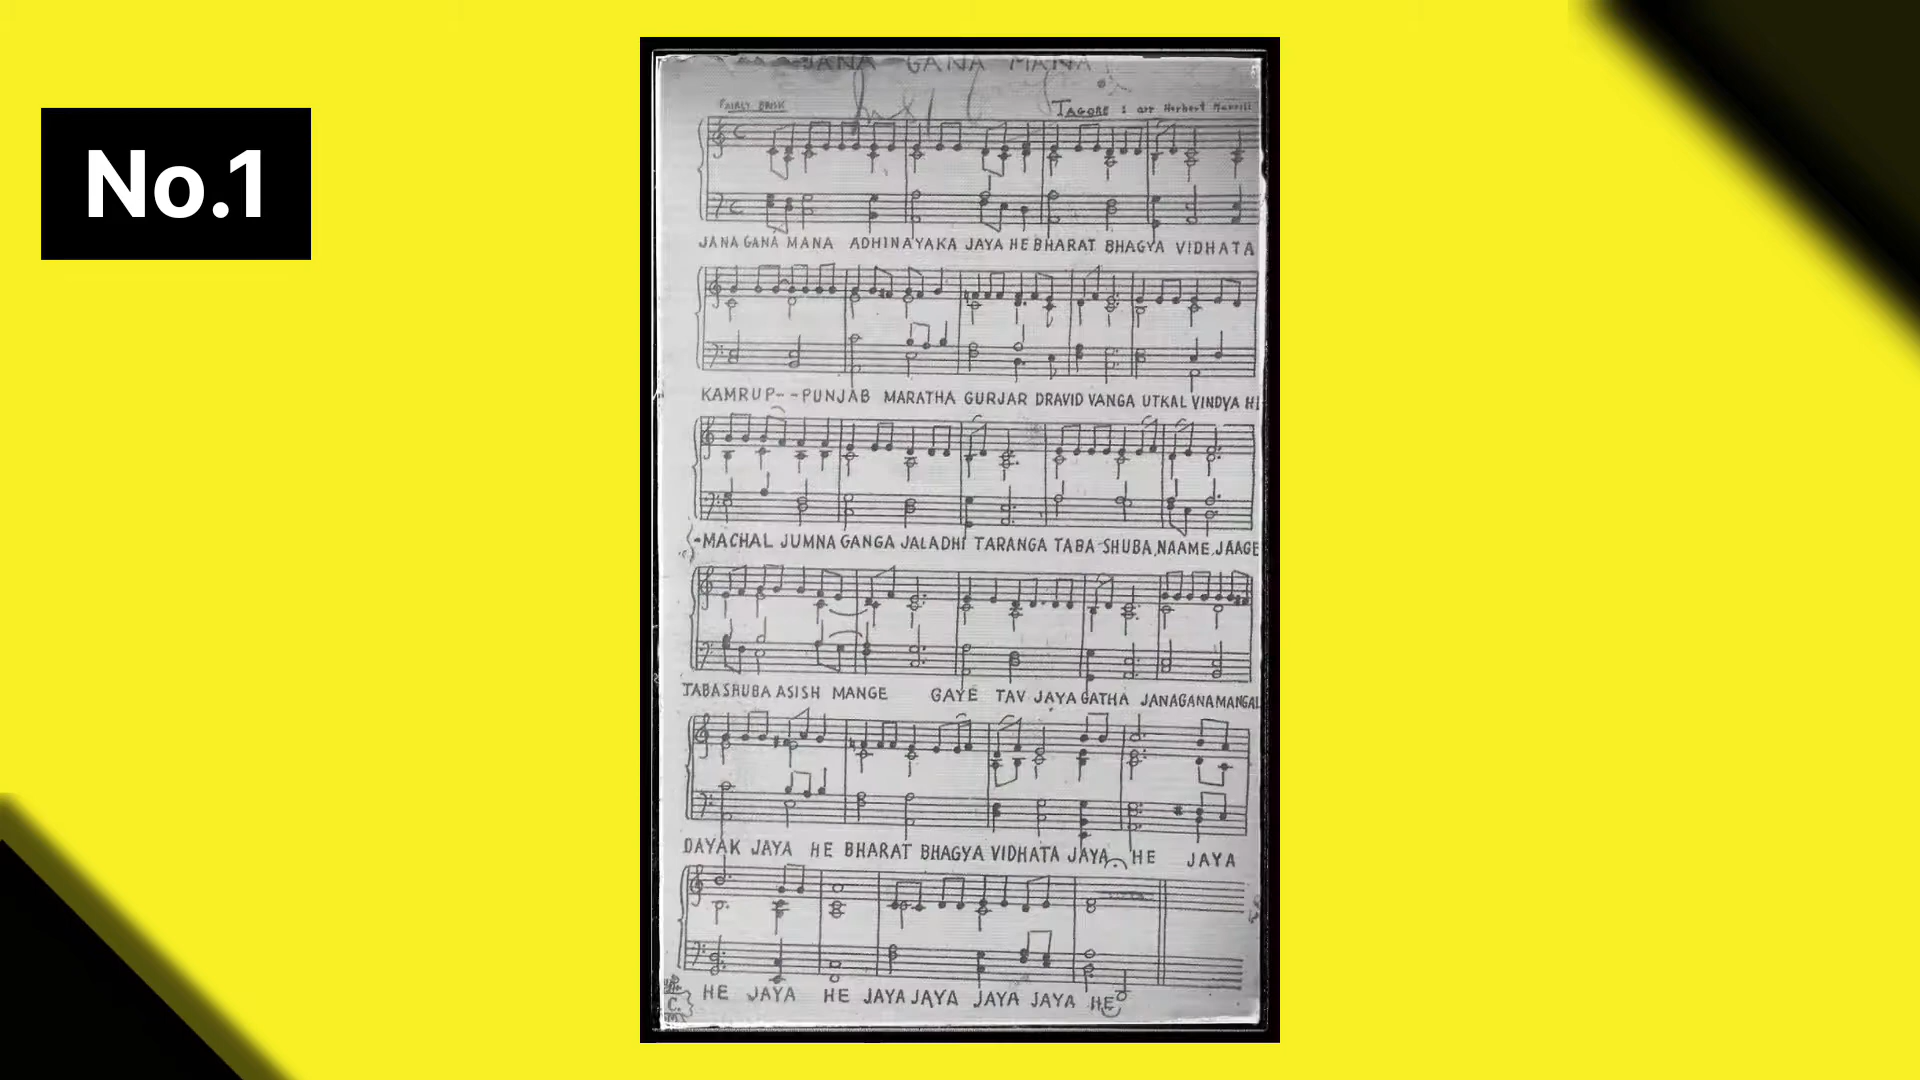 No.1
JANA GANA MANA
FAIRLY BRISK
TAGORE : arr Herbert Murrill
JANA GANA MANA ADHINAYAKA JAYA HE BHARAT BHAGYA VIDHATA
KAMRUP--PUNJAB MARATHA GURJAR DRAVID VANGA UTKAL VINDYA HI
-MACHAL JUMNA GANGA JALADHI TARANGA TABA SHUBA NAAME JAAGE
TABA SHUBA ASISH MANGE GAYE TAV JAYA GATHA JANAGANAMANGAL
DAYAK JAYA HE BHARAT BHAGYA VIDHATA JAYA HE JAYA
HE JAYA HE JAYA JAYA JAYA JAYA HE